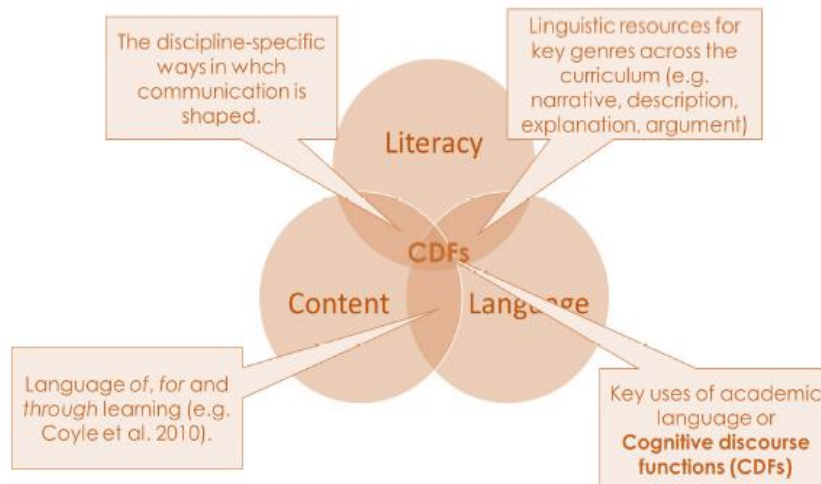 The discipline-specific
ways in whch
communication is
shaped.
Linguistic resources for
key genres across the
curriculum (e.g.
narrative, description,
explanation, argument)
Literacy
CDFs
Content
Language
Language of, for and
through learning (e.g.
Coyle et al. 2010).
Key uses of academic
language or
Cognitive discourse
functions (CDFs)